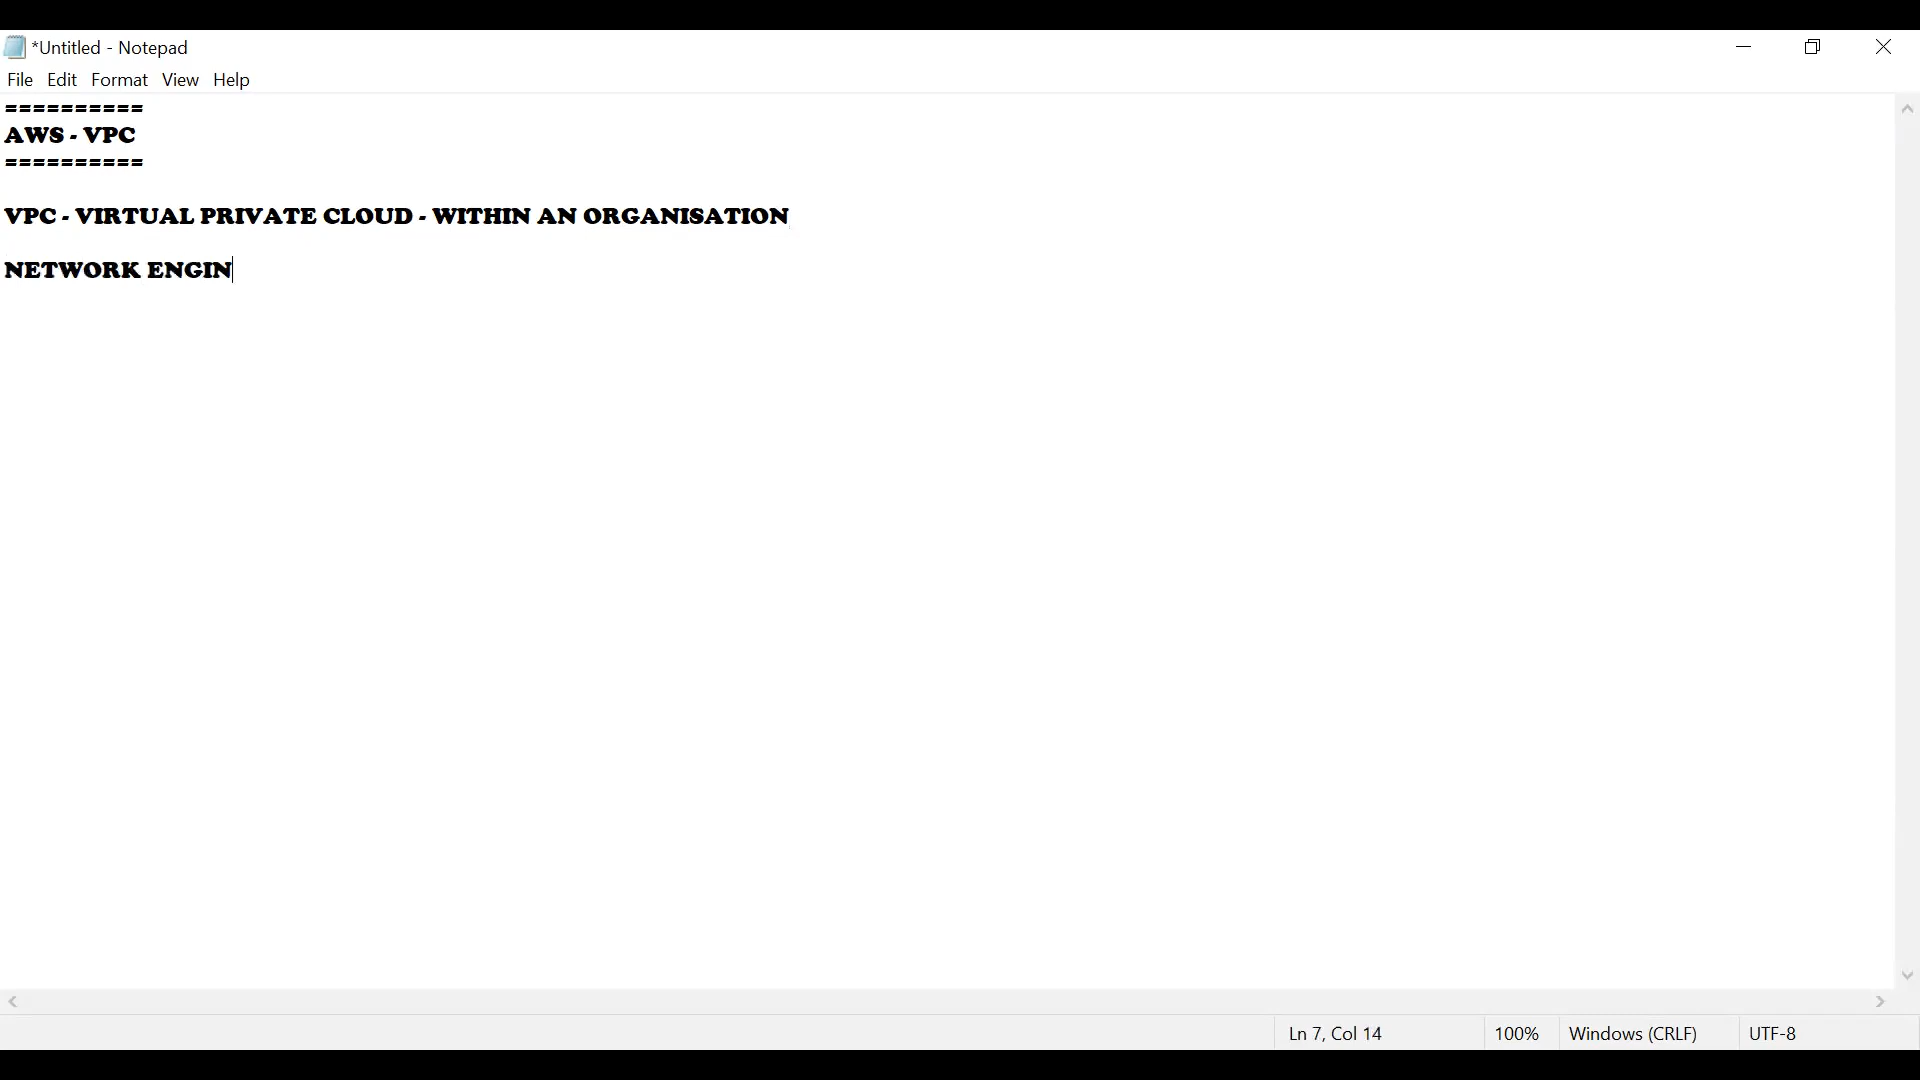 *Untitled - Notepad
File Edit Format View Help
==========
AWS - VPC
==========
VPC - VIRTUAL PRIVATE CLOUD - WITHIN AN ORGANISATION
NETWORK ENGIN
Ln 7, Col 14 100% Windows (CRLF) UTF-8